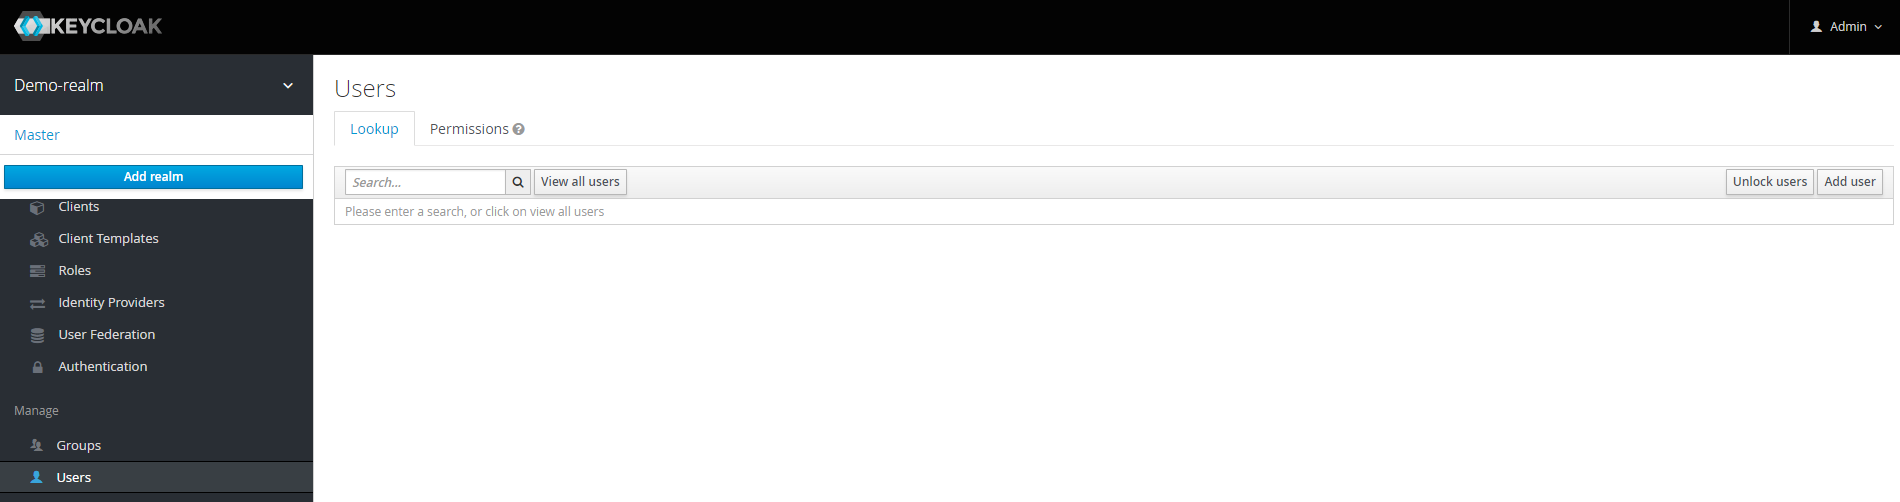 KEYCLOAK
Admin
Demo-realm
Master
Add realm
Clients
Client Templates
Roles
Identity Providers
User Federation
Authentication
Manage
Groups
Users
Users
Lookup
Permissions ?
Search...
View all users
Unlock users
Add user
Please enter a search, or click on view all users